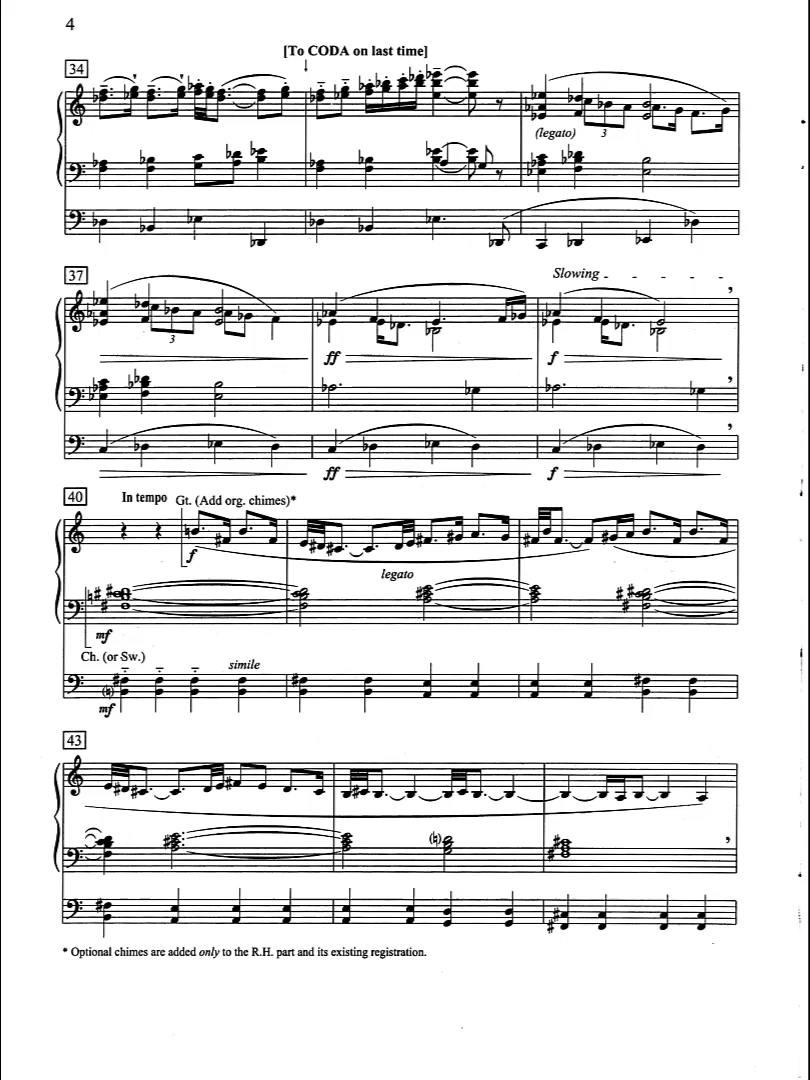 4
[To CODA on last time]
34
(legato) 3
37
Slowing
3
ff f
ff f
40 In tempo Gt. (Add org. chimes)*
f
legato
mf
Ch. (or Sw.)
simile
mf
43
* Optional chimes are added only to the R.H. part and its existing registration.